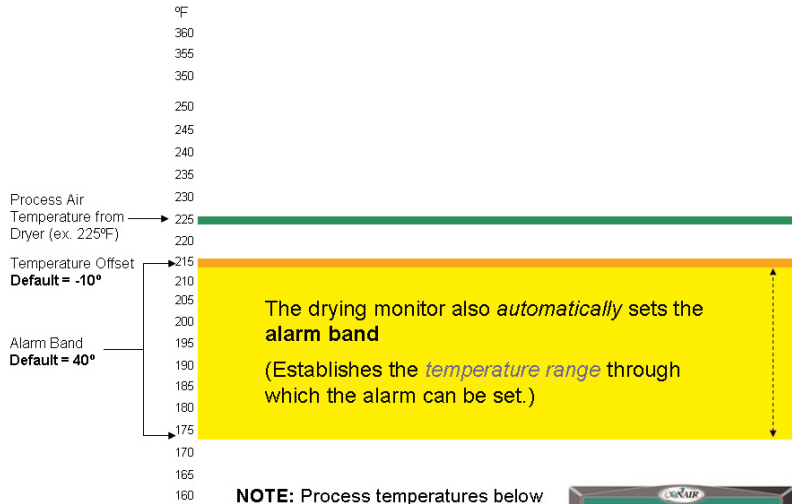 ºF
360
355
350
250
245
240
235
230
Process Air
Temperature from
Dryer (ex. 225ºF)
225
220
Temperature Offset
Default = -10º
215
210
205
200
195
Alarm Band
Default = 40º
190
185
180
175
170
165
160
The drying monitor also automatically sets the
alarm band
(Establishes the temperature range through
which the alarm can be set.)
NOTE: Process temperatures below
CONAIR